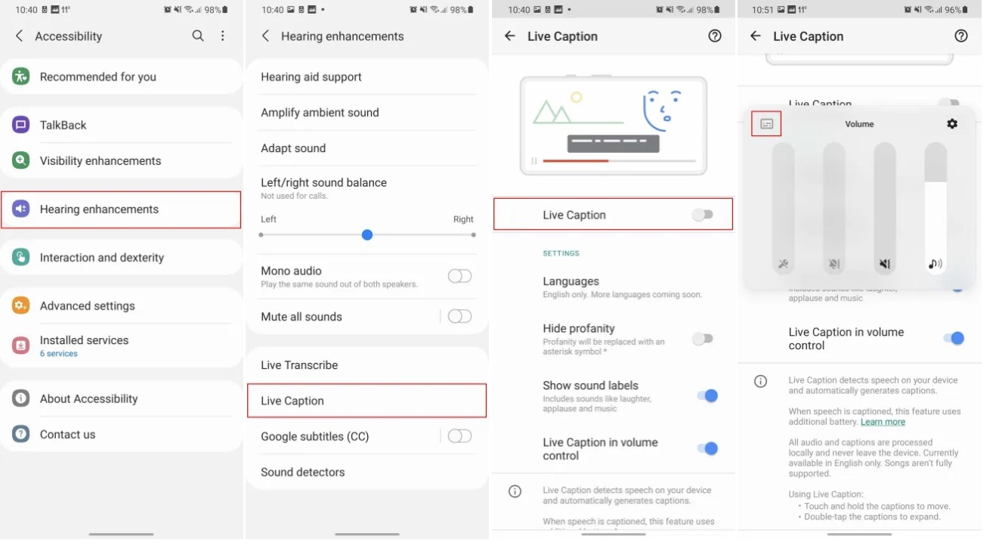 10:40 11° 98%
Accessibility
Recommended for you
TalkBack
Visibility enhancements
Hearing enhancements
Interaction and dexterity
Advanced settings
Installed services
6 services
About Accessibility
Contact us
10:40 98%
Hearing enhancements
Hearing aid support
Amplify ambient sound
Adapt sound
Left/right sound balance
Not used for calls.
Left Right
Mono audio
Play the same sound out of both speakers.
Mute all sounds
Live Transcribe
Live Caption
Google subtitles (CC)
Sound detectors
10:40 98%
Live Caption
Live Caption
SETTINGS
Languages
English only. More languages coming soon.
Hide profanity
Profanity will be replaced with an
asterisk symbol *
Show sound labels
Includes sounds like laughter,
applause and music
Live Caption in volume
control
Live Caption detects speech on your device
and automatically generates captions.
When speech is captioned, this feature uses
10:51 11° 96%
Live Caption
Live Caption
Volume
Includes sounds like laughter,
applause and music
Live Caption in volume
control
Live Caption detects speech on your device
and automatically generates captions.
When speech is captioned, this feature uses
additional battery. Learn more
All audio and captions are processed
locally and never leave the device. Currently
available in English only. Songs aren't fully
supported.
Using Live Caption:
• Touch and hold the captions to move.
• Double-tap the captions to expand.